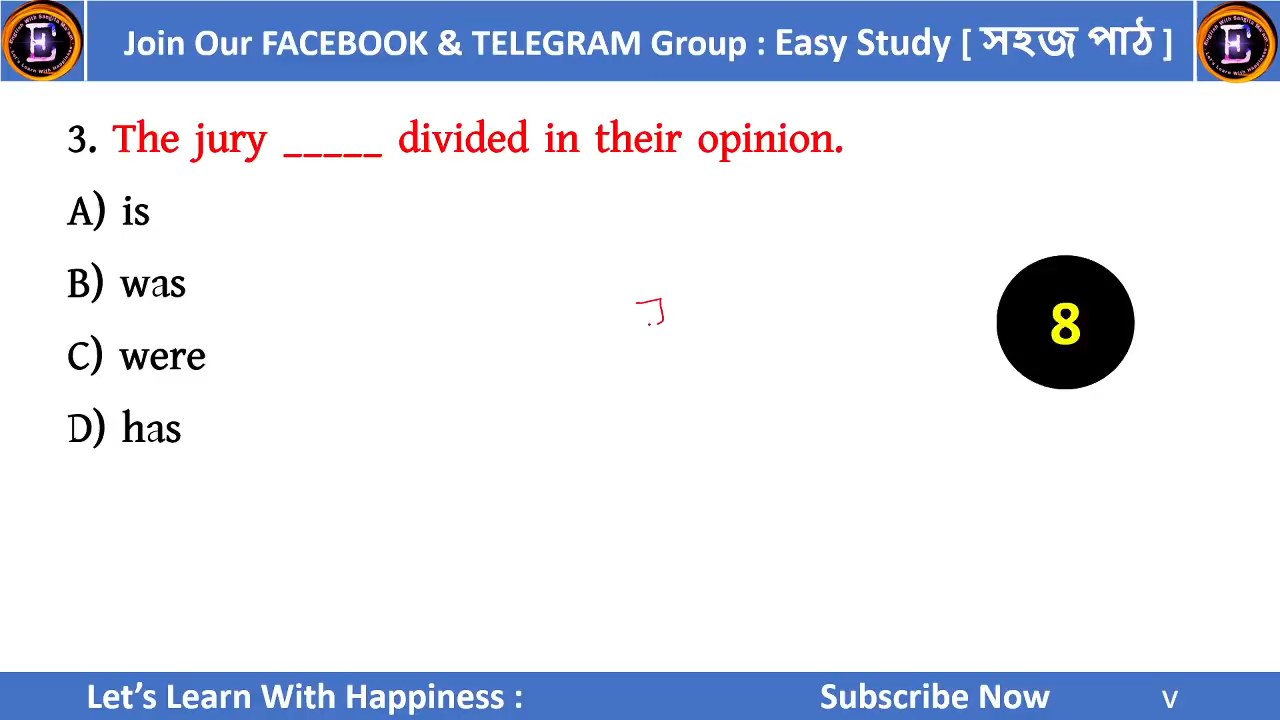 Join Our FACEBOOK & TELEGRAM Group : Easy Study [ সহজ পাঠ ]
3. The jury _____ divided in their opinion.
A) is
B) was
C) were
D) has
8
Let's Learn With Happiness :
Subscribe Now
v